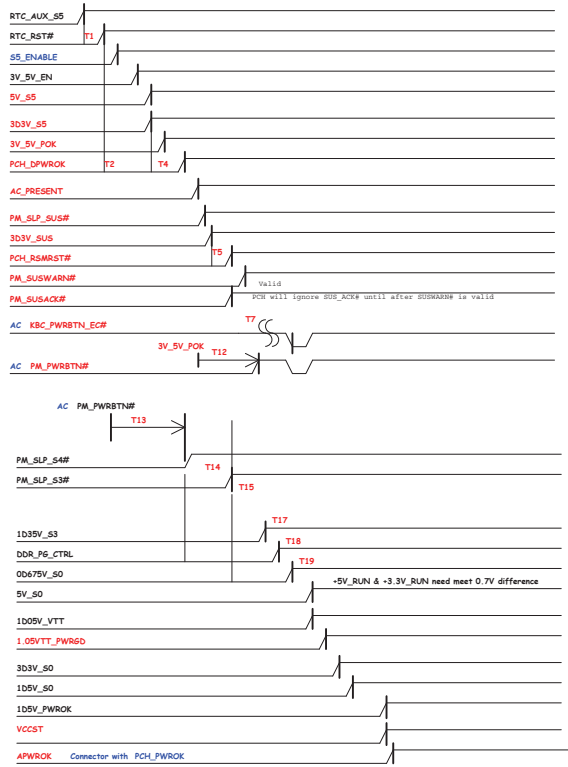 RTC_AUX_S5
RTC_RST# T1
S5_ENABLE
3V_5V_EN
5V_S5
3D3V_S5
3V_5V_POK
PCH_DPWROK T2 T4
AC_PRESENT
PM_SLP_SUS#
3D3V_SUS
T5
PCH_RSMRST#
PM_SUSWARN#
Valid
PM_SUSACK# PCH will ignore SUS_ACK# until after SUSWARN# is valid
T7
AC KBC_PWRBTN_EC#
3V_5V_POK
T12
AC PM_PWRBTN#
AC PM_PWRBTN#
T13
PM_SLP_S4#
T14
PM_SLP_S3#
T15
T17
1D35V_S3
T18
DDR_PG_CTRL
T19
0D675V_S0
+5V_RUN & +3.3V_RUN need meet 0.7V difference
5V_S0
1D05V_VTT
1.05VTT_PWRGD
3D3V_S0
1D5V_S0
1D5V_PWROK
VCCST
APWROK Connector with PCH_PWROK